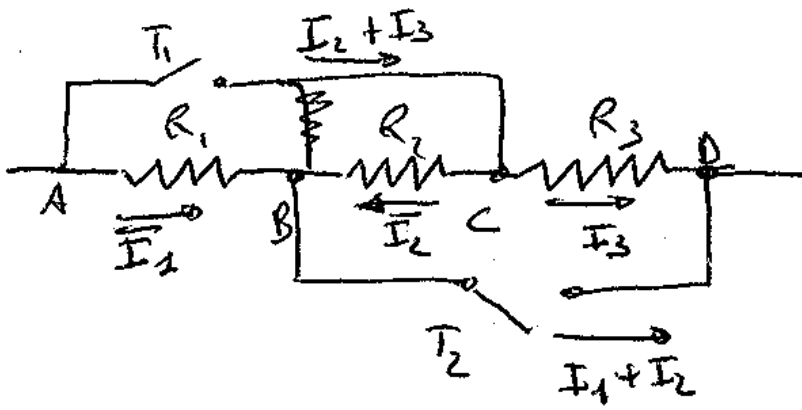 T₁ I₂ + I₃
R₁ R₂ R₃ D
A B C
I₁ I₂ I₃
T₂
I₁ + I₂